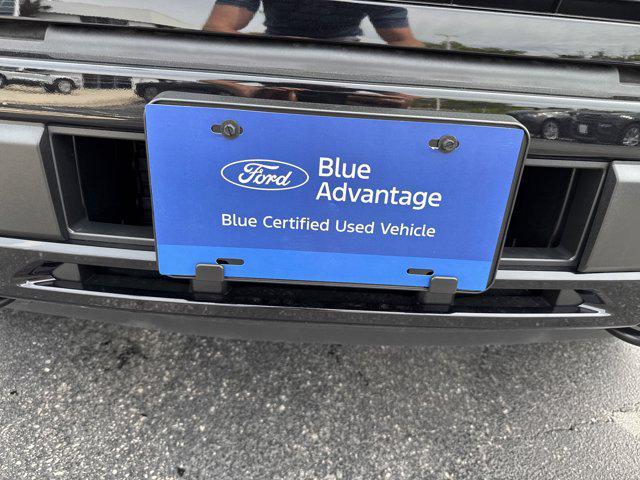 Ford
Blue
Advantage
Blue Certified Used Vehicle